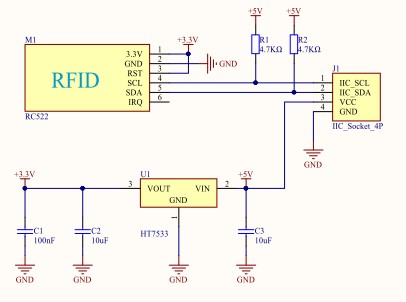 +5V
+5V
M1
+3.3V
R1
4.7KΩ
R2
4.7KΩ
RFID
3.3V
GND
RST
SCL
SDA
IRQ
1
2
3
4
5
6
GND
J1
1
2
3
4
IIC_SCL
IIC_SDA
VCC
GND
RC522
IIC_Socket_4P
GND
+3.3V
U1
+5V
3
VOUT
VIN
2
GND
1
HT7533
C1
100nF
C2
10uF
C3
10uF
GND
GND
GND
GND